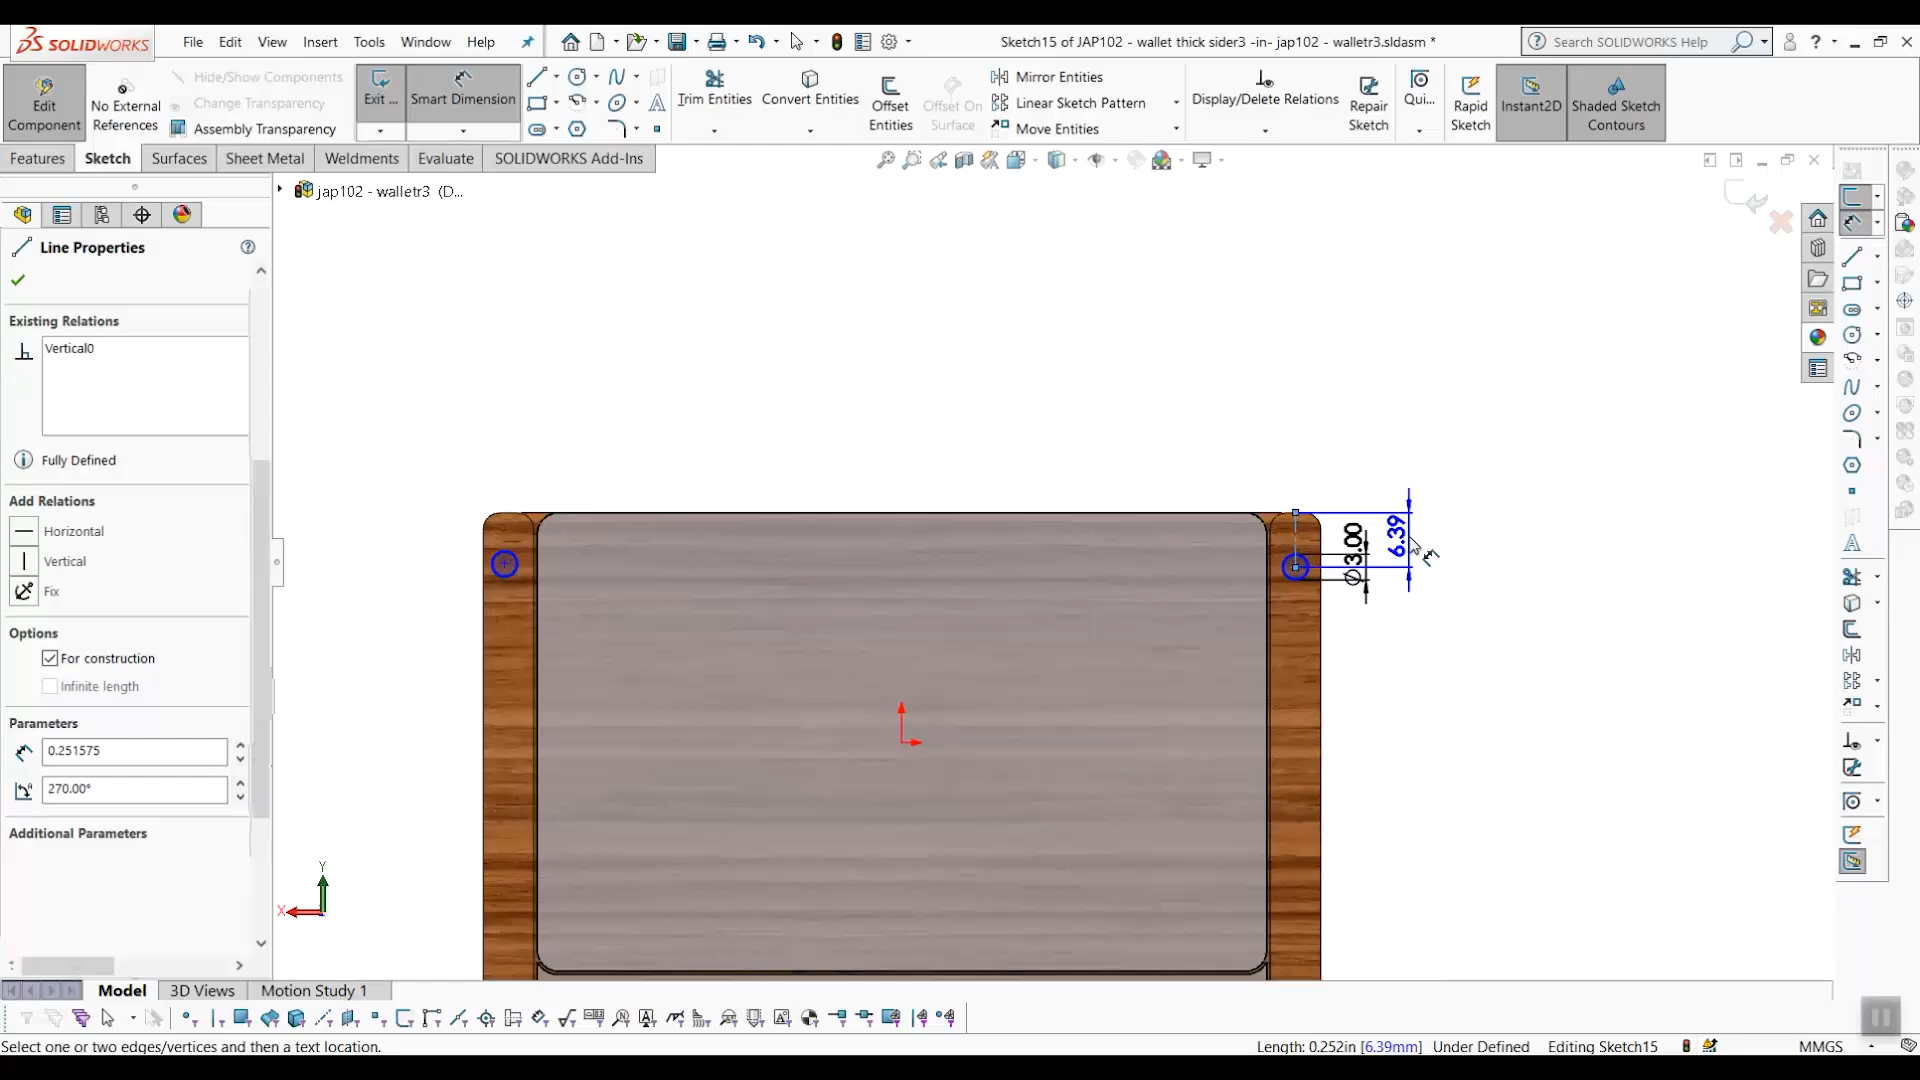 SOLIDWORKS
File Edit View Insert Tools Window Help
Sketch15 of JAP102 - wallet thick sider3 -in- jap102 - walletr3.sldasm *
Search SOLIDWORKS Help
Edit Component
No External References
Hide/Show Components
Change Transparency
Assembly Transparency
Exit ...
Smart Dimension
Trim Entities
Convert Entities
Offset Entities
Offset On Surface
Mirror Entities
Linear Sketch Pattern
Move Entities
Display/Delete Relations
Repair Sketch
Qui...
Rapid Sketch
Instant2D
Shaded Sketch Contours
Features Sketch Surfaces Sheet Metal Weldments Evaluate SOLIDWORKS Add-Ins
jap102 - walletr3 (D...
Line Properties
Existing Relations
Vertical0
Fully Defined
Add Relations
Horizontal
Vertical
Fix
Options
For construction
Infinite length
Parameters
0.251575
270.00°
Additional Parameters
Ø3.00
6.39
Y
X
Model 3D Views Motion Study 1
Select one or two edges/vertices and then a text location.
Length: 0.252in [6.39mm] Under Defined Editing Sketch15 MMGS